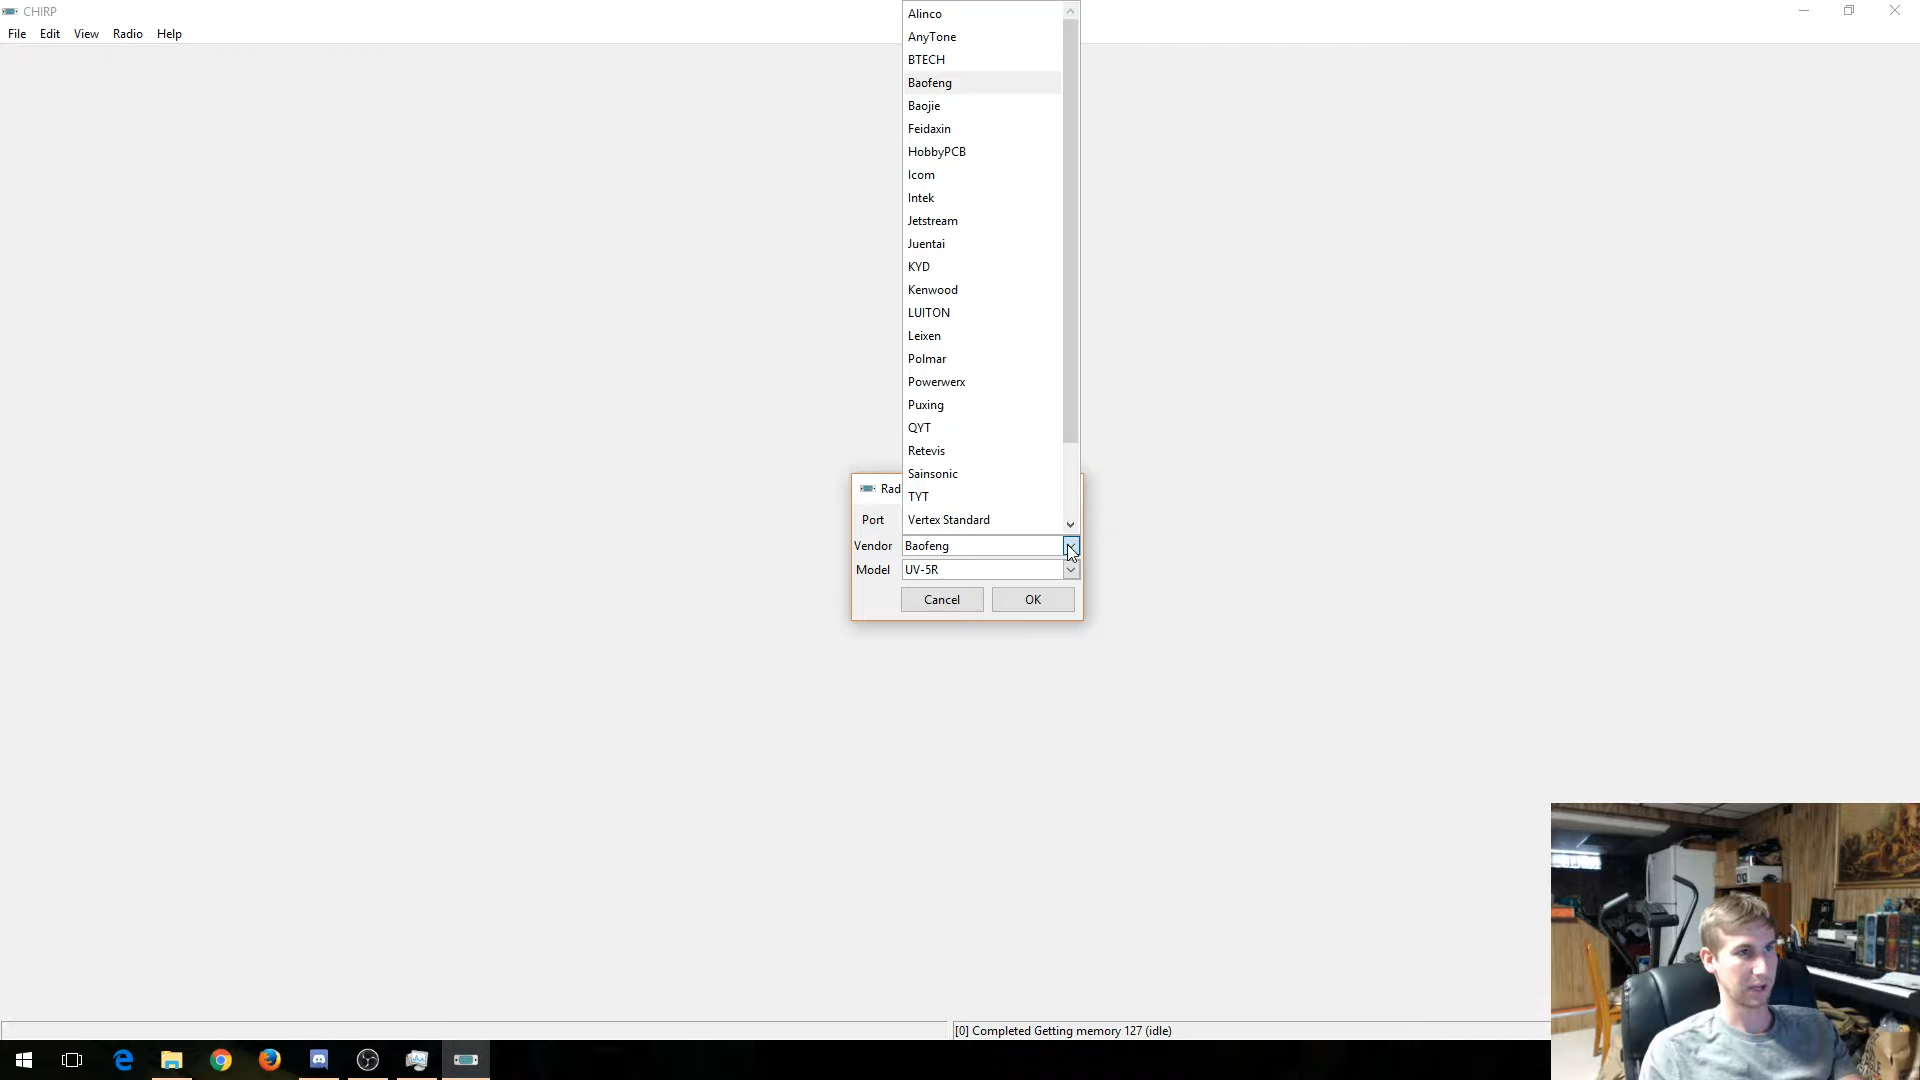 CHIRP
File Edit View Radio Help
Alinco
AnyTone
BTECH
Baofeng
Baojie
Feidaxin
HobbyPCB
Icom
Intek
Jetstream
Juentai
KYD
Kenwood
LUITON
Leixen
Polmar
Powerwerx
Puxing
QYT
Retevis
Sainsonic
TYT
Vertex Standard
Rad
Port
Vendor Baofeng
Model UV-5R
Cancel OK
[0] Completed Getting memory 127 (idle)